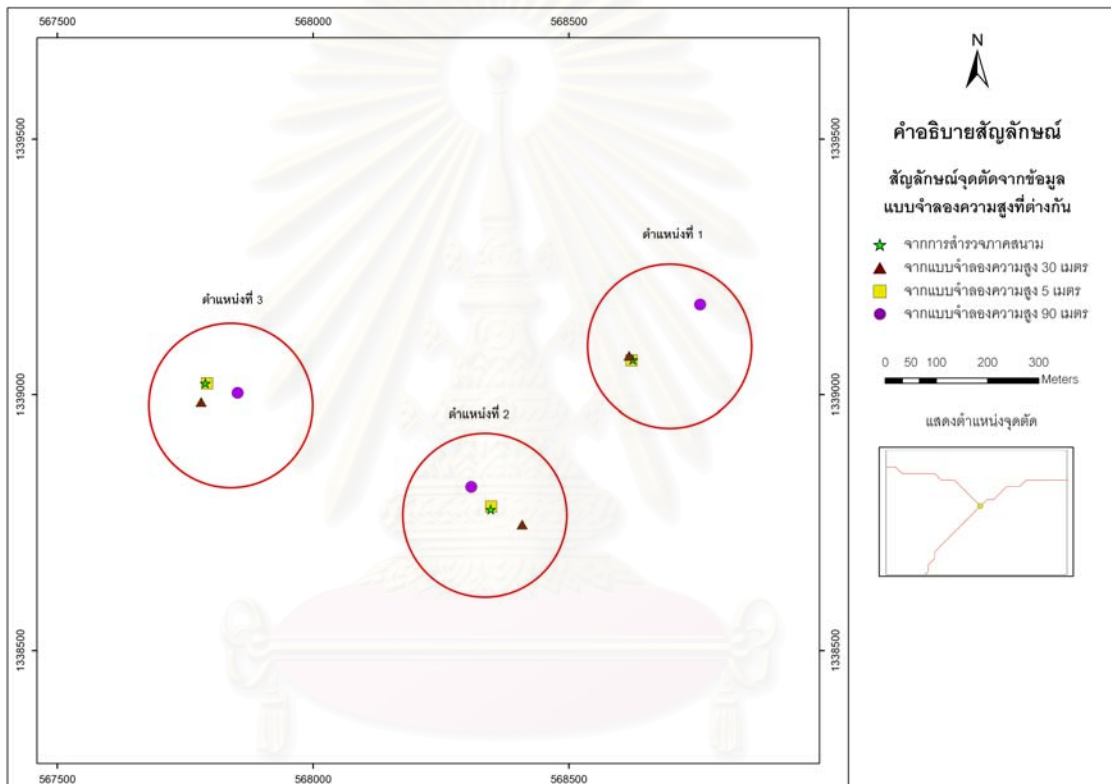 567500 568000 568500
N
คำอธิบายสัญลักษณ์
สัญลักษณ์จุดตัดจากข้อมูล
แบบจำลองความสูงที่ต่างกัน
จากการสำรวจภาคสนาม
จากแบบจำลองความสูง 30 เมตร
จากแบบจำลองความสูง 5 เมตร
จากแบบจำลองความสูง 90 เมตร
0 50 100 200 300
Meters
แสดงตำแหน่งจุดตัด
1339500 1339500
ตำแหน่งที่ 1
ตำแหน่งที่ 3
1339000 1339000
ตำแหน่งที่ 2
1338500 1338500
567500 568000 568500